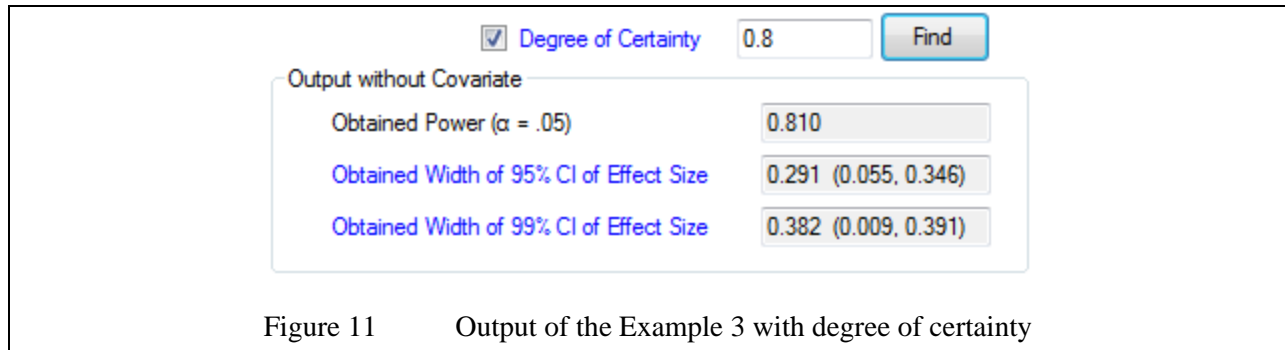 Degree of Certainty 0.8 Find
Output without Covariate
Obtained Power (α = .05) 0.810
Obtained Width of 95% CI of Effect Size 0.291 (0.055, 0.346)
Obtained Width of 99% CI of Effect Size 0.382 (0.009, 0.391)
Figure 11 Output of the Example 3 with degree of certainty